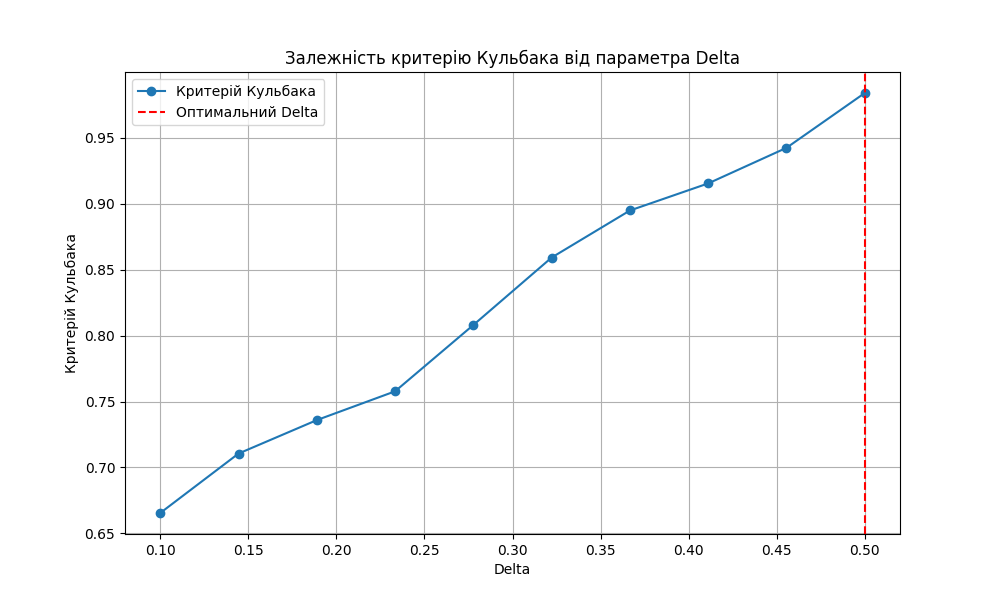 Залежність критерію Кульбака від параметра Delta
Критерій Кульбака
Оптимальний Delta
Критерій Кульбака
0.95
0.90
0.85
0.80
0.75
0.70
0.65
0.10 0.15 0.20 0.25 0.30 0.35 0.40 0.45 0.50
Delta